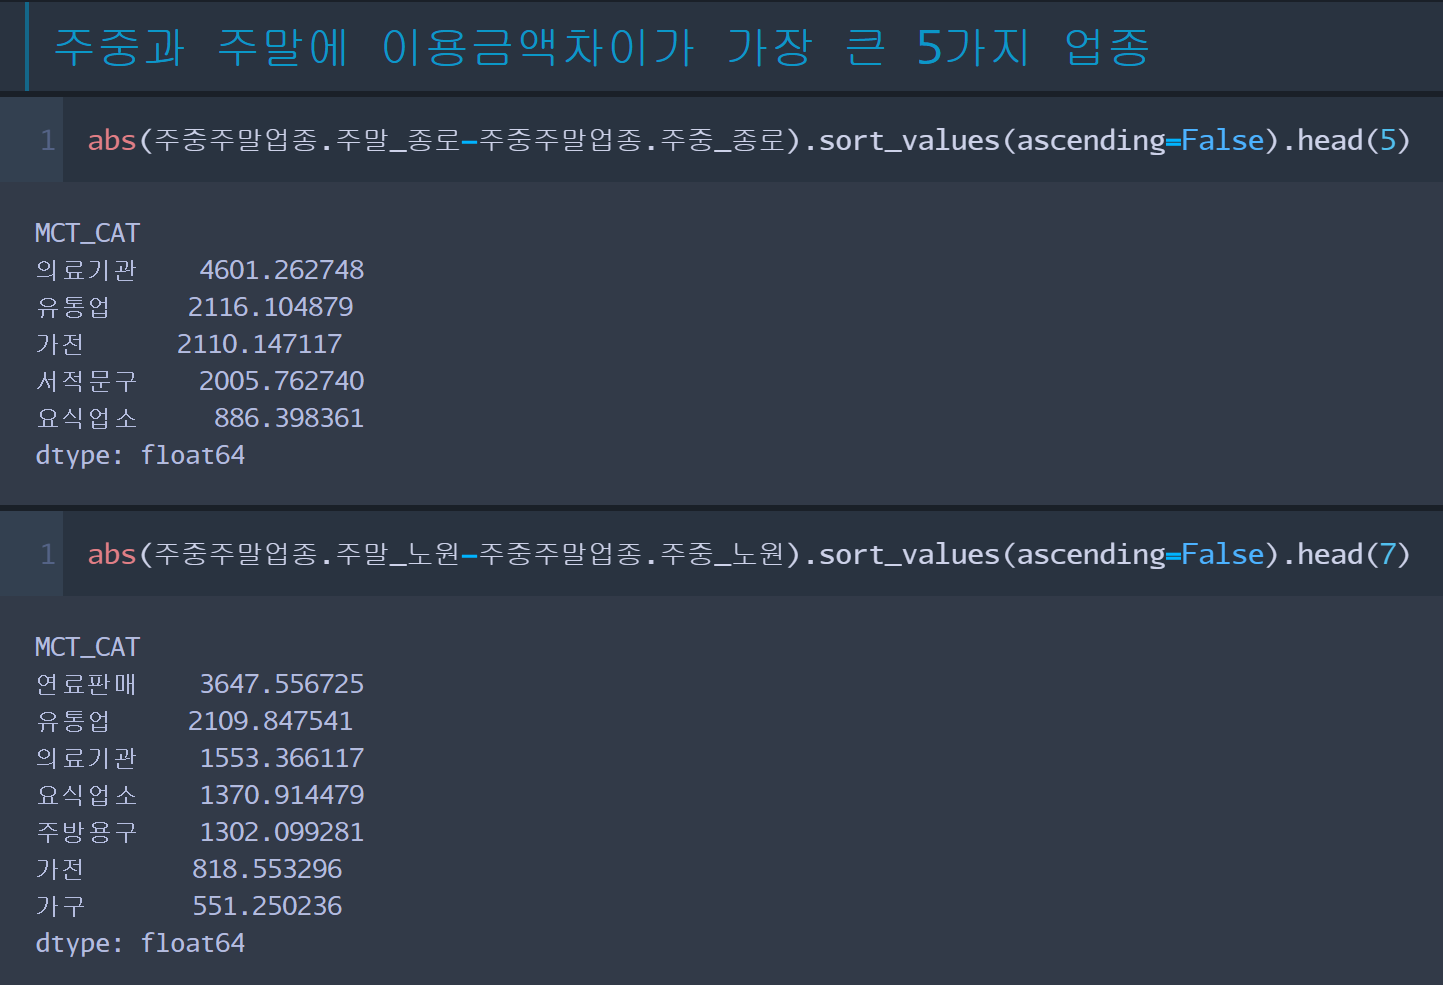 주중과 주말에 이용금액차이가 가장 큰 5가지 업종
1 abs(주중주말업종.주말_종로-주중주말업종.주중_종로).sort_values(ascending=False).head(5)
MCT_CAT
의료기관 4601.262748
유통업 2116.104879
가전 2110.147117
서적문구 2005.762740
요식업소 886.398361
dtype: float64
1 abs(주중주말업종.주말_노원-주중주말업종.주중_노원).sort_values(ascending=False).head(7)
MCT_CAT
연료판매 3647.556725
유통업 2109.847541
의료기관 1553.366117
요식업소 1370.914479
주방용구 1302.099281
가전 818.553296
가구 551.250236
dtype: float64